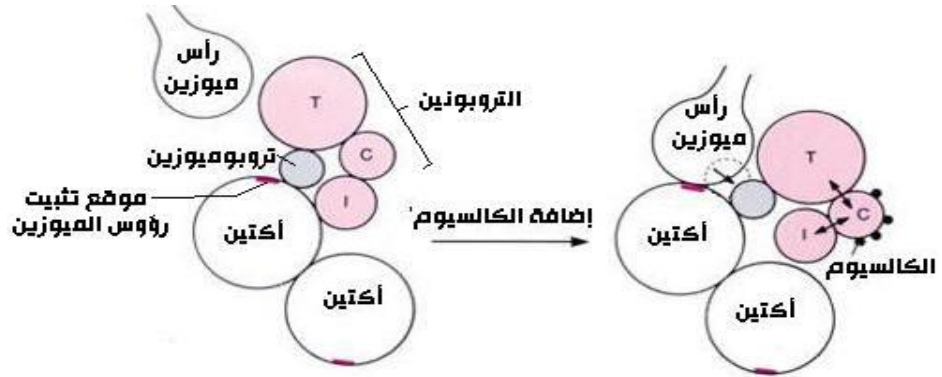 رأس
ميوزين
T
التروبونين
C
تروبوميوزين
I
موقع تثبيت
رؤوس الميوزين
أكتين
أكتين
إضافة الكالسيوم
رأس
ميوزين
T
C
I
الكالسيوم
أكتين
أكتين